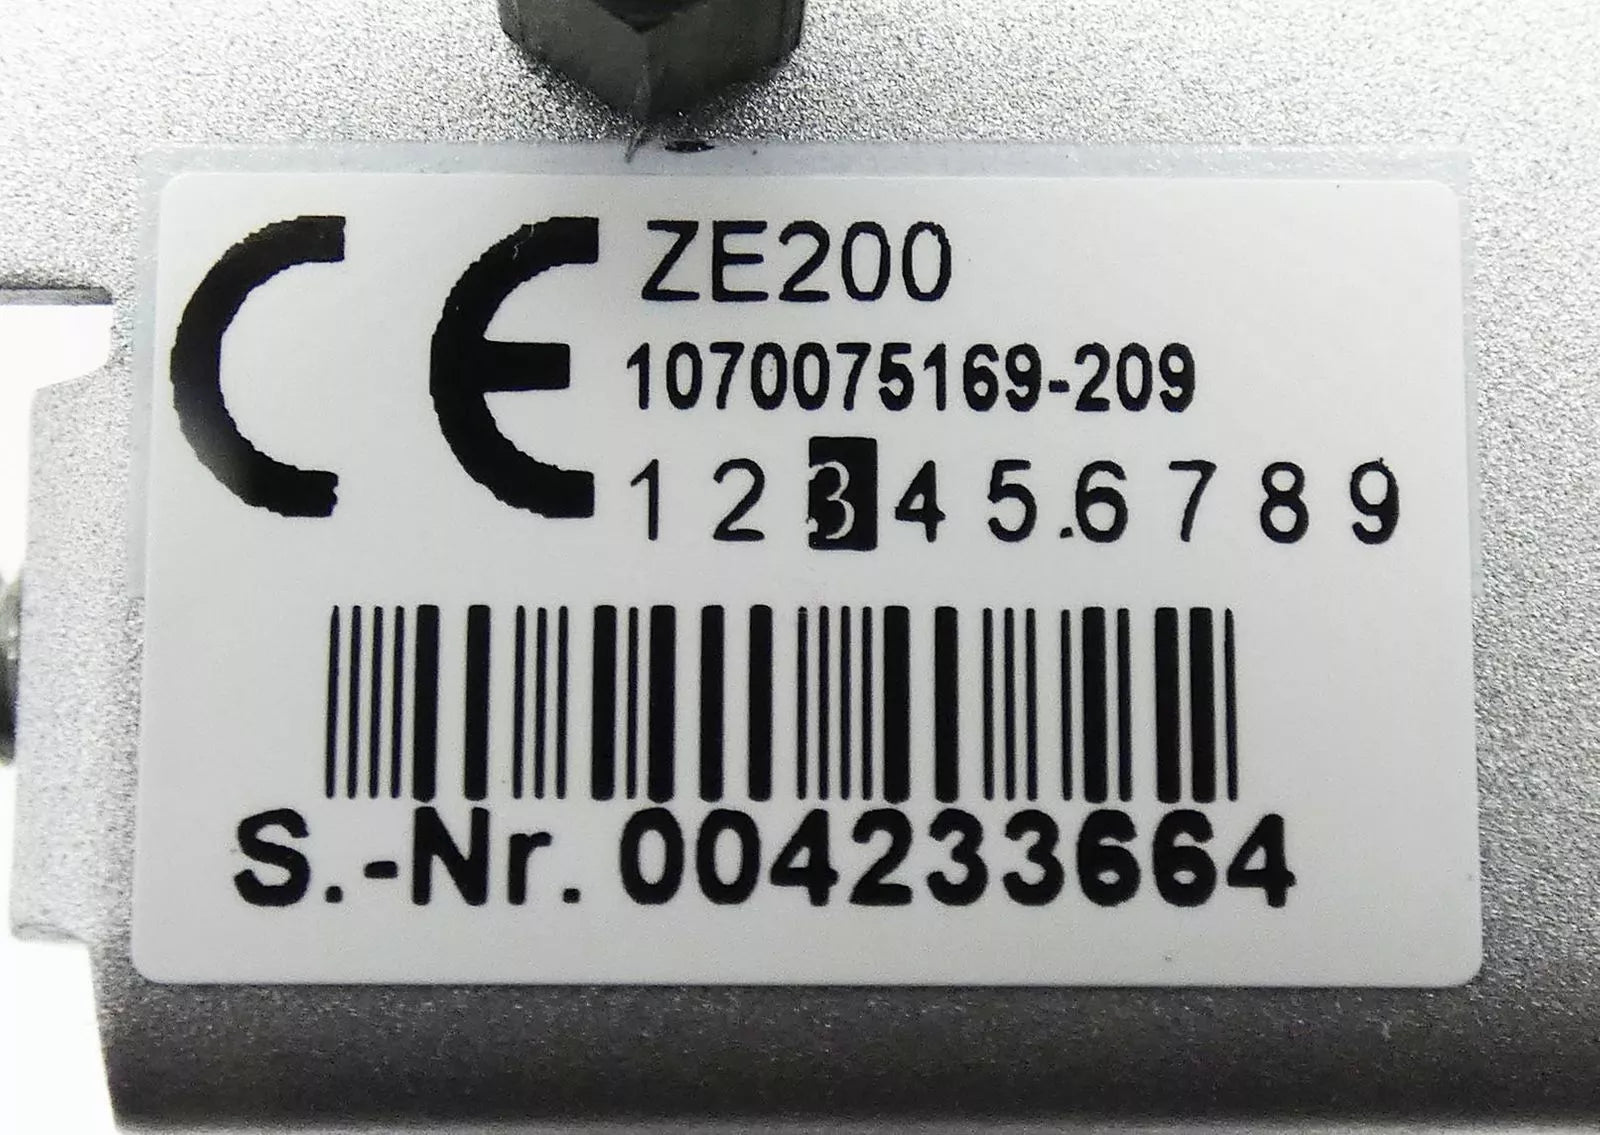 CE ZE200
1070075169-209
1 2 3 4 5 .6 7 8 9
S.-Nr. 004233664